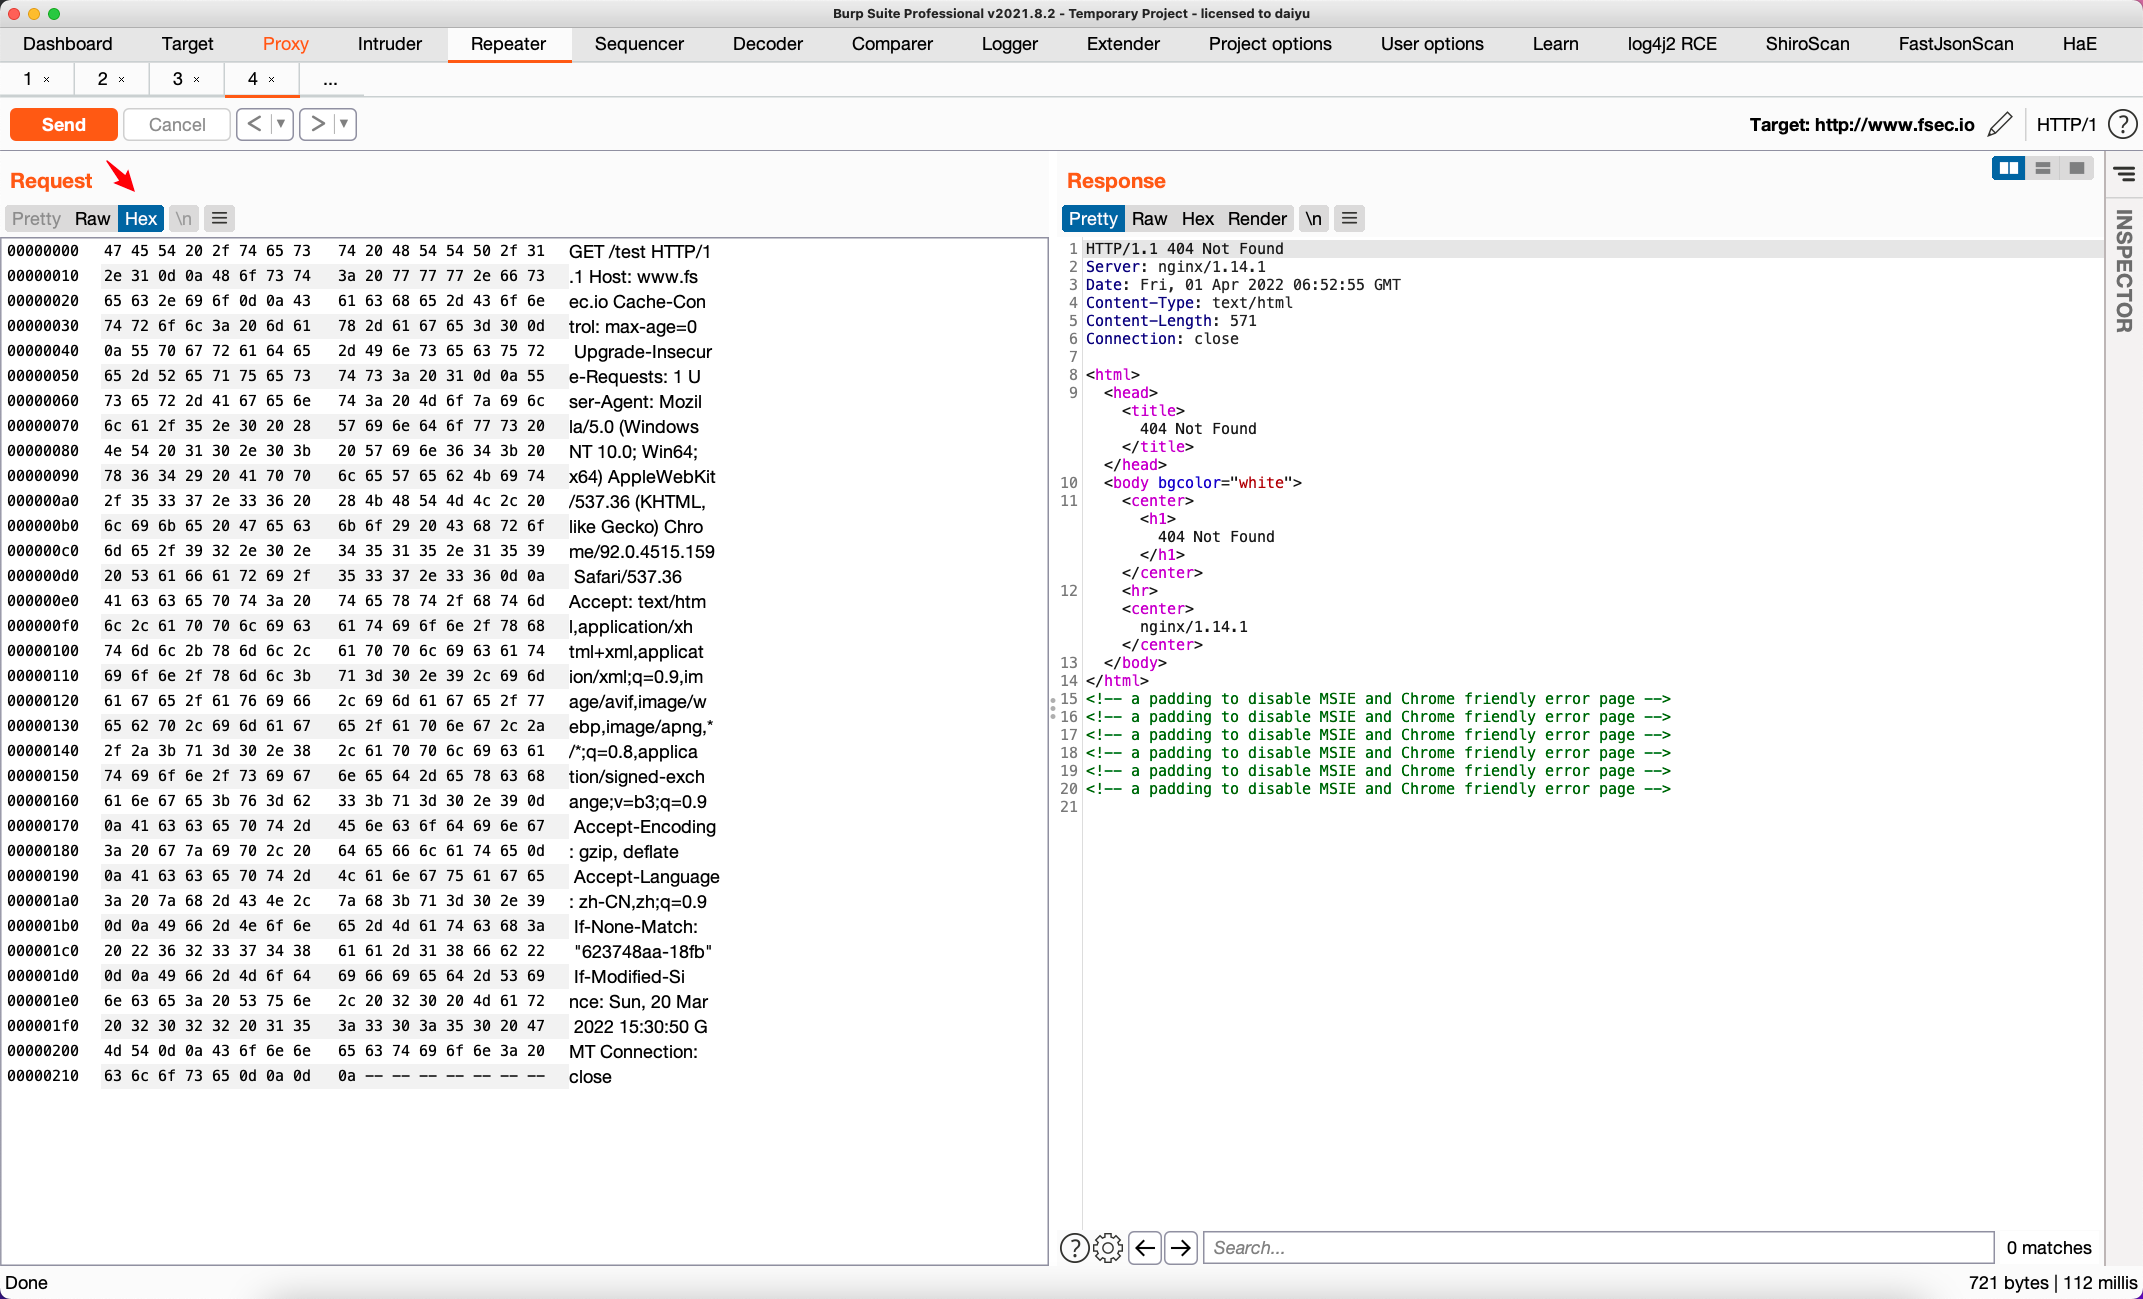 Burp Suite Professional v2021.8.2 - Temporary Project - licensed to daiyu
Dashboard Target Proxy Intruder Repeater Sequencer Decoder Comparer Logger Extender Project options User options Learn log4j2 RCE ShiroScan FastJsonScan HaE
1 × 2 × 3 × 4 × ...
Send Cancel < ▼ > ▼ Target: http://www.fsec.io HTTP/1 ?
Request
Pretty Raw Hex \n ≡
00000000 47 45 54 20 2f 74 65 73 74 20 48 54 54 50 2f 31 GET /test HTTP/1
00000010 2e 31 0d 0a 48 6f 73 74 3a 20 77 77 77 2e 66 73 .1 Host: www.fs
00000020 65 63 2e 69 6f 0d 0a 43 61 63 68 65 2d 43 6f 6e ec.io Cache-Con
00000030 74 72 6f 6c 3a 20 6d 61 78 2d 61 67 65 3d 30 0d trol: max-age=0
00000040 0a 55 70 67 72 61 64 65 2d 49 6e 73 65 63 75 72 Upgrade-Insecur
00000050 65 2d 52 65 71 75 65 73 74 73 3a 20 31 0d 0a 55 e-Requests: 1 U
00000060 73 65 72 2d 41 67 65 6e 74 3a 20 4d 6f 7a 69 6c ser-Agent: Mozil
00000070 6c 61 2f 35 2e 30 20 28 57 69 6e 64 6f 77 73 20 la/5.0 (Windows
00000080 4e 54 20 31 30 2e 30 3b 20 57 69 6e 36 34 3b 20 NT 10.0; Win64;
00000090 78 36 34 29 20 41 70 70 6c 65 57 65 62 4b 69 74 x64) AppleWebKit
000000a0 2f 35 33 37 2e 33 36 20 28 4b 48 54 4d 4c 2c 20 /537.36 (KHTML,
000000b0 6c 69 6b 65 20 47 65 63 6b 6f 29 20 43 68 72 6f like Gecko) Chro
000000c0 6d 65 2f 39 32 2e 30 2e 34 35 31 35 2e 31 35 39 me/92.0.4515.159
000000d0 20 53 61 66 61 72 69 2f 35 33 37 2e 33 36 0d 0a Safari/537.36
000000e0 41 63 63 65 70 74 3a 20 74 65 78 74 2f 68 74 6d Accept: text/htm
000000f0 6c 2c 61 70 70 6c 69 63 61 74 69 6f 6e 2f 78 68 l,application/xh
00000100 74 6d 6c 2b 78 6d 6c 2c 61 70 70 6c 69 63 61 74 tml+xml,applicat
00000110 69 6f 6e 2f 78 6d 6c 3b 71 3d 30 2e 39 2c 69 6d ion/xml;q=0.9,im
00000120 61 67 65 2f 61 76 69 66 2c 69 6d 61 67 65 2f 77 age/avif,image/w
00000130 65 62 70 2c 69 6d 61 67 65 2f 61 70 6e 67 2c 2a ebp,image/apng,*
00000140 2f 2a 3b 71 3d 30 2e 38 2c 61 70 70 6c 69 63 61 /*;q=0.8,applica
00000150 74 69 6f 6e 2f 73 69 67 6e 65 64 2d 65 78 63 68 tion/signed-exch
00000160 61 6e 67 65 3b 76 3d 62 33 3b 71 3d 30 2e 39 0d ange;v=b3;q=0.9
00000170 0a 41 63 63 65 70 74 2d 45 6e 63 6f 64 69 6e 67 Accept-Encoding
00000180 3a 20 67 7a 69 70 2c 20 64 65 66 6c 61 74 65 0d : gzip, deflate
00000190 0a 41 63 63 65 70 74 2d 4c 61 6e 67 75 61 67 65 Accept-Language
000001a0 3a 20 7a 68 2d 43 4e 2c 7a 68 3b 71 3d 30 2e 39 : zh-CN,zh;q=0.9
000001b0 0d 0a 49 66 2d 4e 6f 6e 65 2d 4d 61 74 63 68 3a If-None-Match:
000001c0 20 22 36 32 33 37 34 38 61 61 2d 31 38 66 62 22 "623748aa-18fb"
000001d0 0d 0a 49 66 2d 4d 6f 64 69 66 69 65 64 2d 53 69 If-Modified-Si
000001e0 6e 63 65 3a 20 53 75 6e 2c 20 32 30 20 4d 61 72 nce: Sun, 20 Mar
000001f0 20 32 30 32 32 20 31 35 3a 33 30 3a 35 30 20 47 2022 15:30:50 G
00000200 4d 54 0d 0a 43 6f 6e 6e 65 63 74 69 6f 6e 3a 20 MT Connection:
00000210 63 6c 6f 73 65 0d 0a 0d 0a -- -- -- -- -- -- -- close
Response
Pretty Raw Hex Render \n ≡
1 HTTP/1.1 404 Not Found
2 Server: nginx/1.14.1
3 Date: Fri, 01 Apr 2022 06:52:55 GMT
4 Content-Type: text/html
5 Content-Length: 571
6 Connection: close
7
8 <html>
9 <head>
<title>
404 Not Found
</title>
</head>
10 <body bgcolor="white">
11 <center>
<h1>
404 Not Found
</h1>
</center>
12 <hr>
<center>
nginx/1.14.1
</center>
13 </body>
14 </html>
15 <!-- a padding to disable MSIE and Chrome friendly error page -->
16 <!-- a padding to disable MSIE and Chrome friendly error page -->
17 <!-- a padding to disable MSIE and Chrome friendly error page -->
18 <!-- a padding to disable MSIE and Chrome friendly error page -->
19 <!-- a padding to disable MSIE and Chrome friendly error page -->
20 <!-- a padding to disable MSIE and Chrome friendly error page -->
21
INSPECTOR
? ← → Search... 0 matches
Done 721 bytes | 112 millis